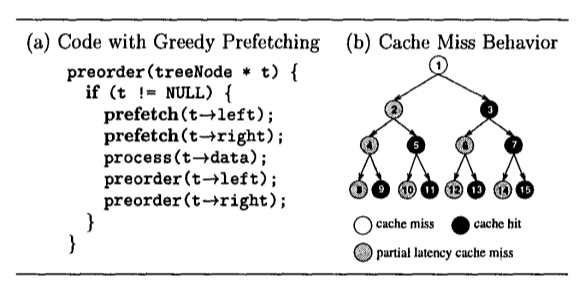 (a) Code with Greedy Prefetching
preorder(treeNode * t) {
if (t != NULL) {
prefetch(t→left);
prefetch(t→right);
process(t→data);
preorder(t→left);
preorder(t→right);
}
}
(b) Cache Miss Behavior
1
2 3
4 5 6 7
8 9 10 11 12 13 14 15
cache miss cache hit
partial latency cache miss